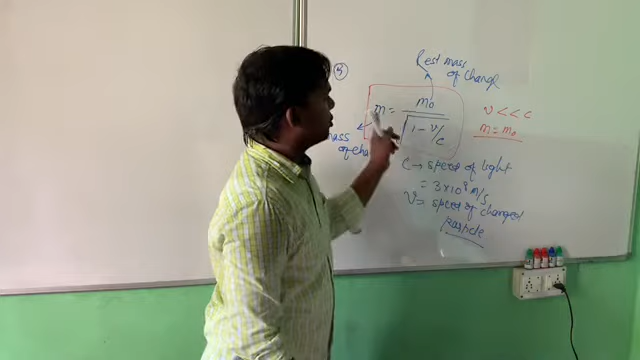 5
Rest mass
of charge
m = m₀ / √(1 - v/c)
v <<< c
m = m₀
mass
of cha
c → speed of light
= 3×10⁸ m/s
v = speed of charged
particle